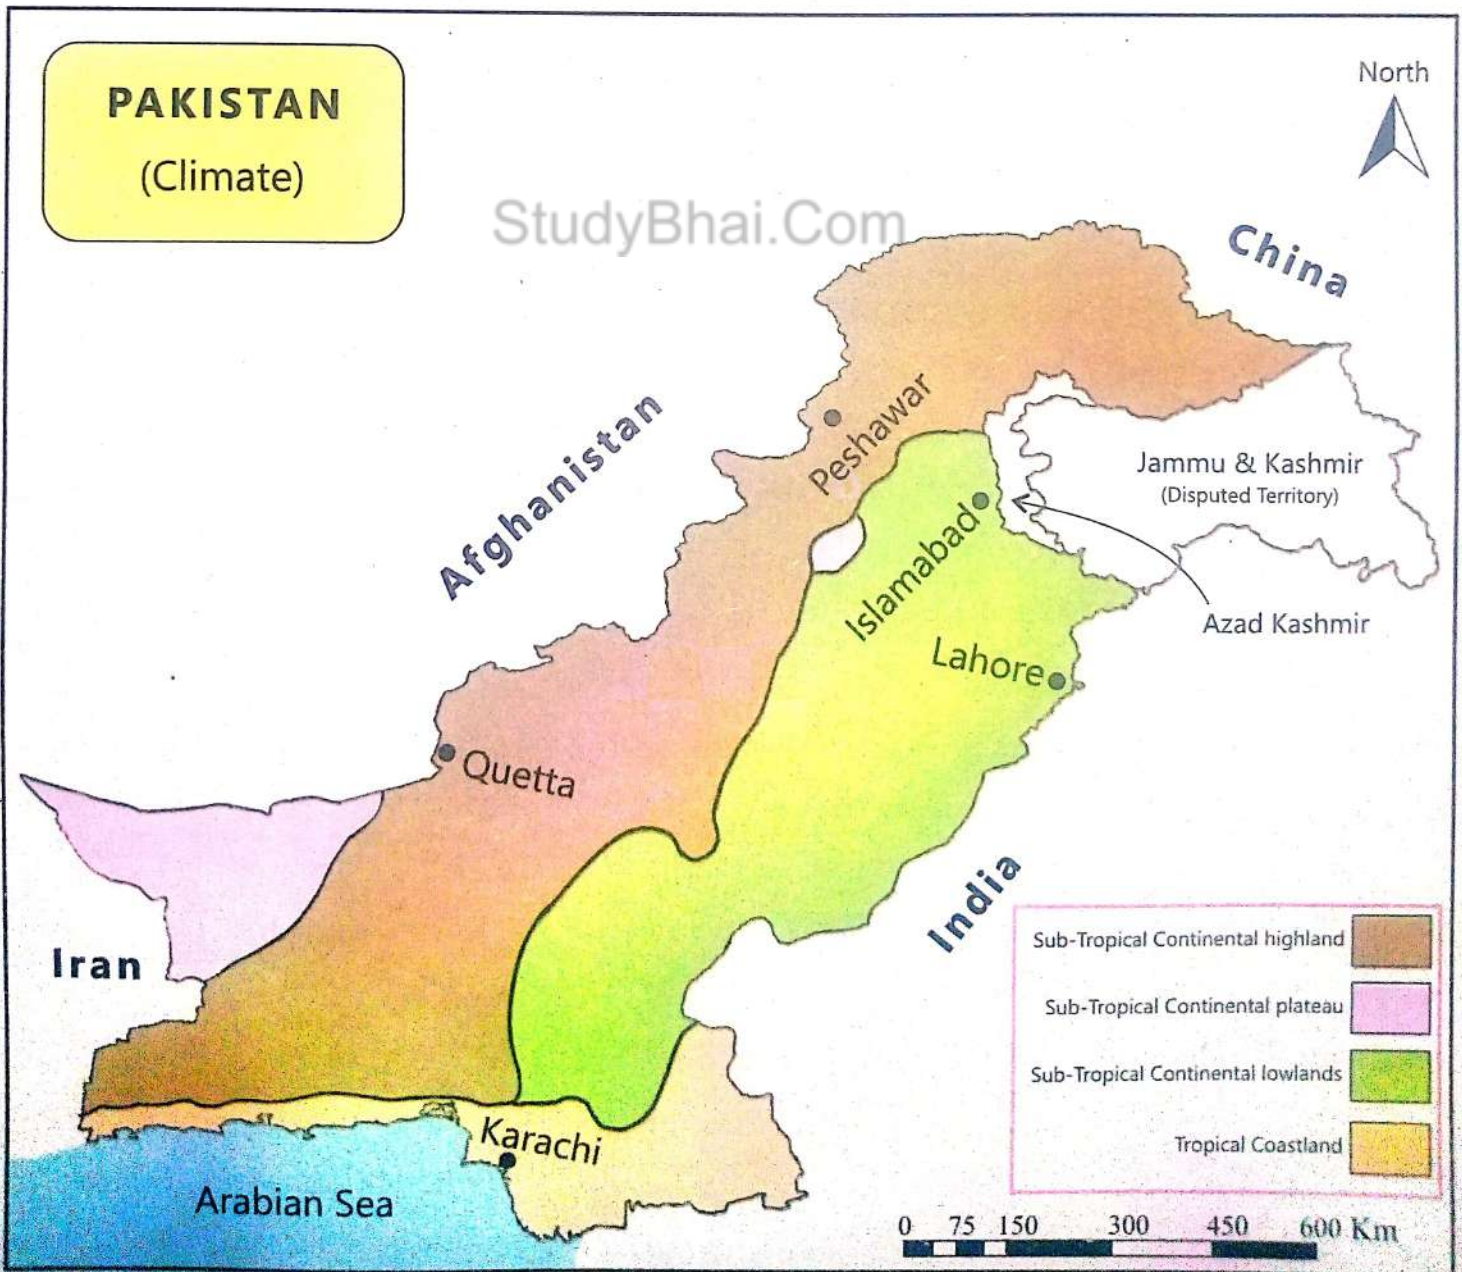 PAKISTAN
(Climate)
North
StudyBhai.Com
China
Afghanistan
Peshawar
Jammu & Kashmir
(Disputed Territory)
Islamabad
Azad Kashmir
Lahore
Quetta
India
Iran
Sub-Tropical Continental highland
Sub-Tropical Continental plateau
Sub-Tropical Continental lowlands
Tropical Coastland
Karachi
Arabian Sea
0 75 150 300 450 600 Km